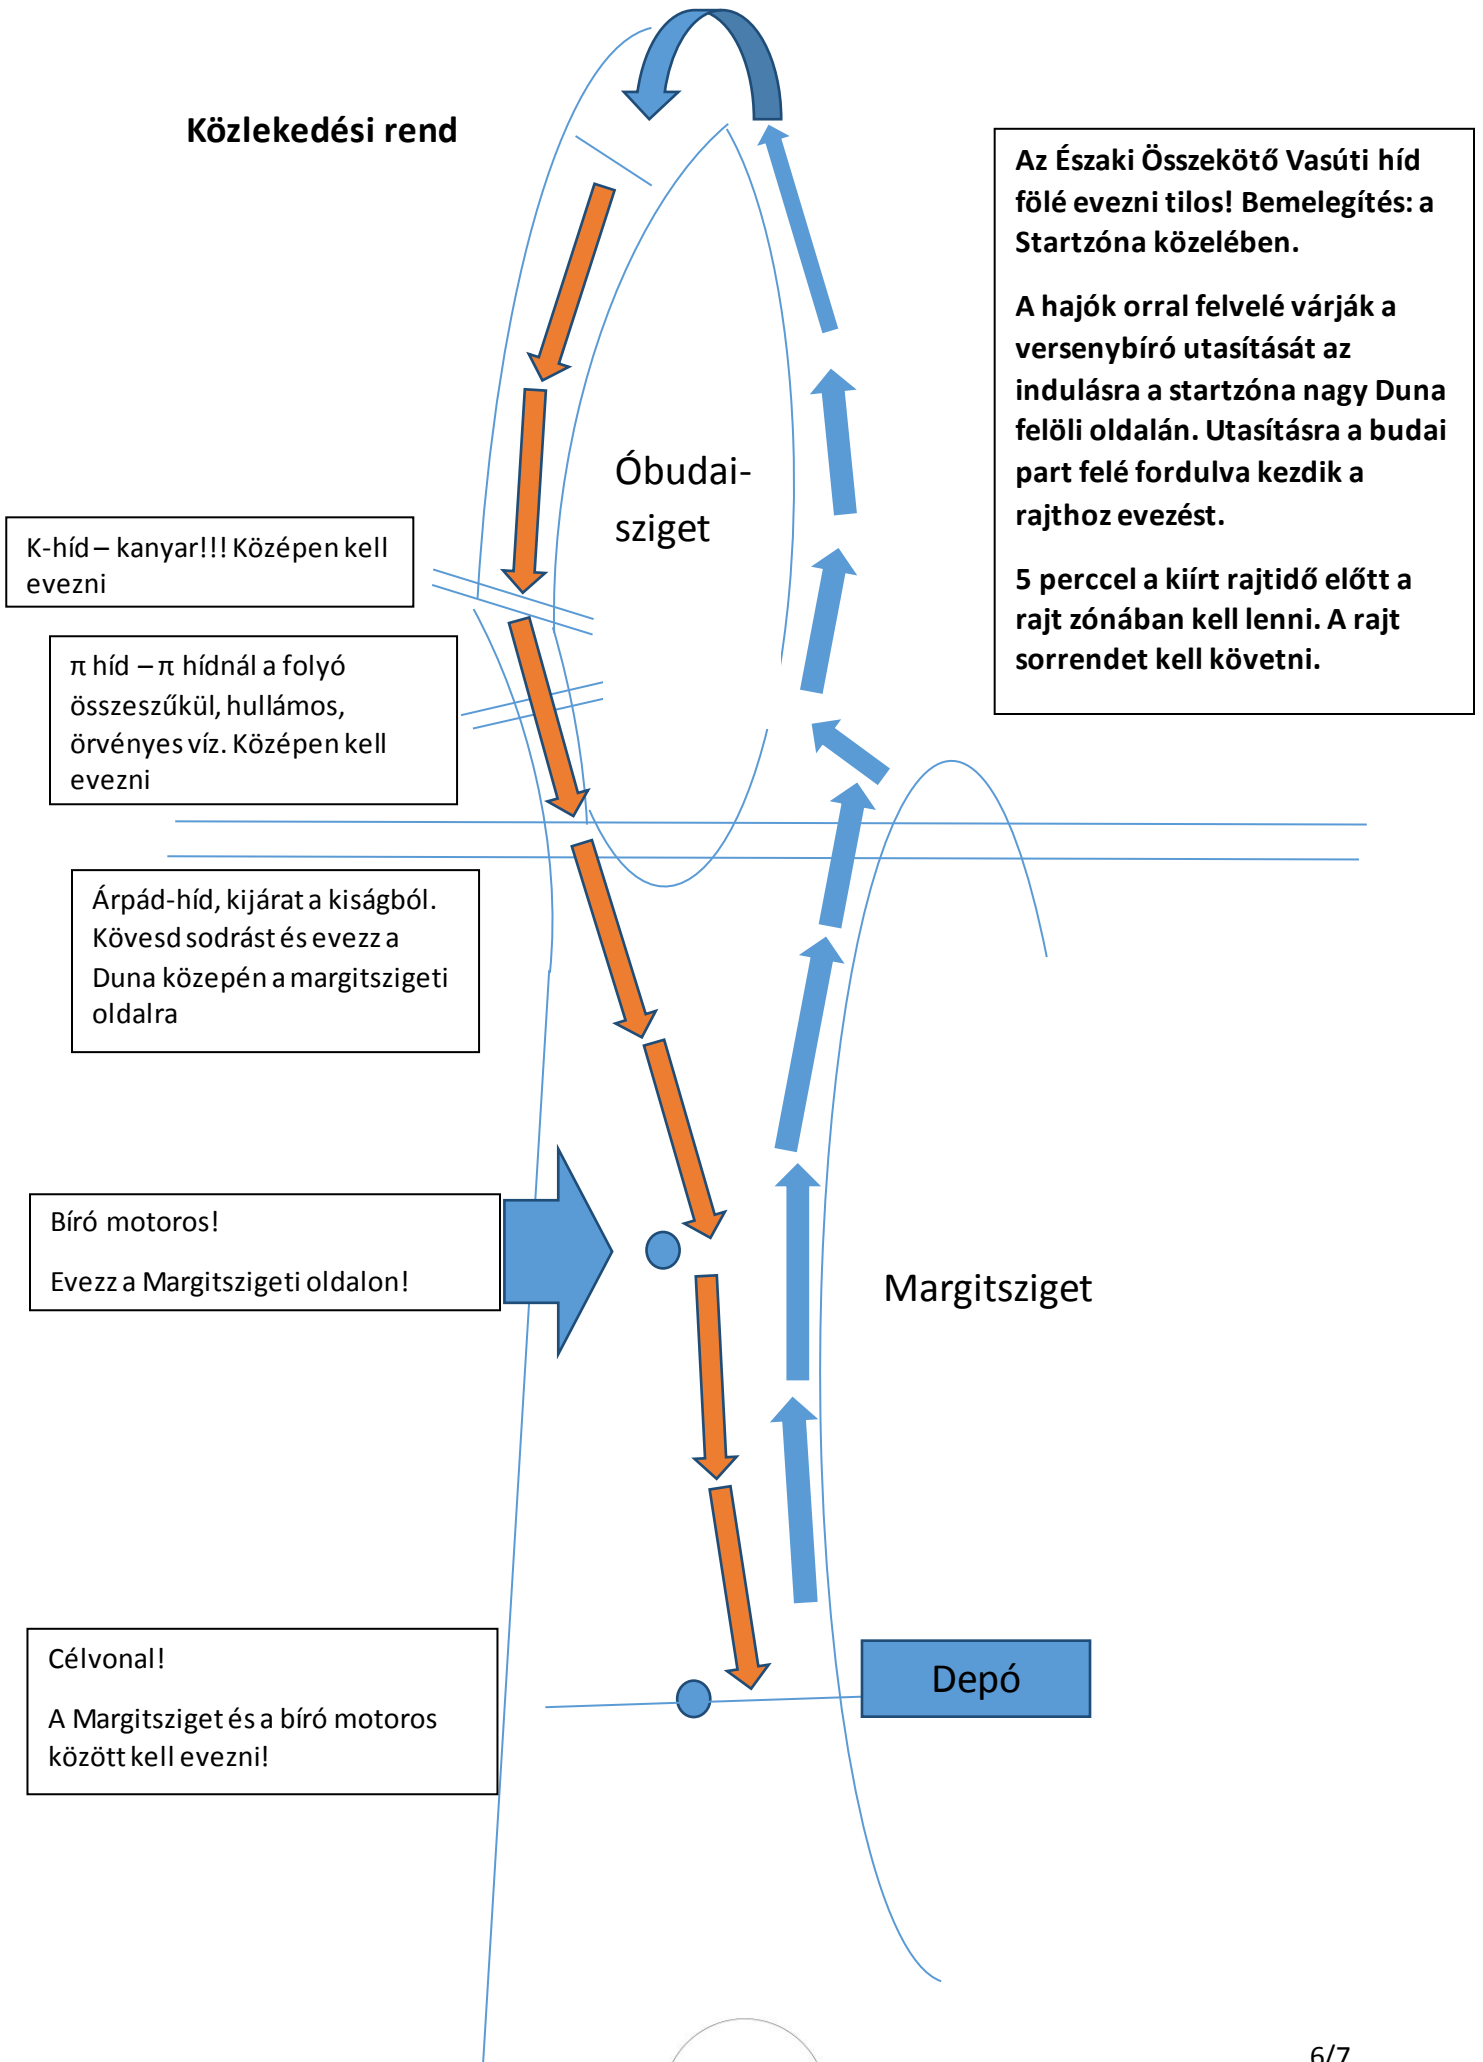 Közlekedési rend
Az Északi Összekötő Vasúti híd
fölé evezni tilos! Bemelegítés: a
Startzóna közelében.
A hajók orral felvelé várják a
versenybíró utasítását az
indulásra a startzóna nagy Duna
felöli oldalán. Utasításra a budai
part felé fordulva kezdik a
rajthoz evezést.
5 perccel a kiírt rajtidő előtt a
rajt zónában kell lenni. A rajt
sorrendet kell követni.
Óbudai-
sziget
K-híd – kanyar!!! Középen kell
evezni
π híd – π hídnál a folyó
összeszűkül, hullámos,
örvényes víz. Középen kell
evezni
Árpád-híd, kijárat a kiságból.
Kövesd sodrást és evezz a
Duna közepén a margitszigeti
oldalra
Bíró motoros!
Evezz a Margitszigeti oldalon!
Margitsziget
Célvonal!
A Margitsziget és a bíró motoros
között kell evezni!
Depó
6/7